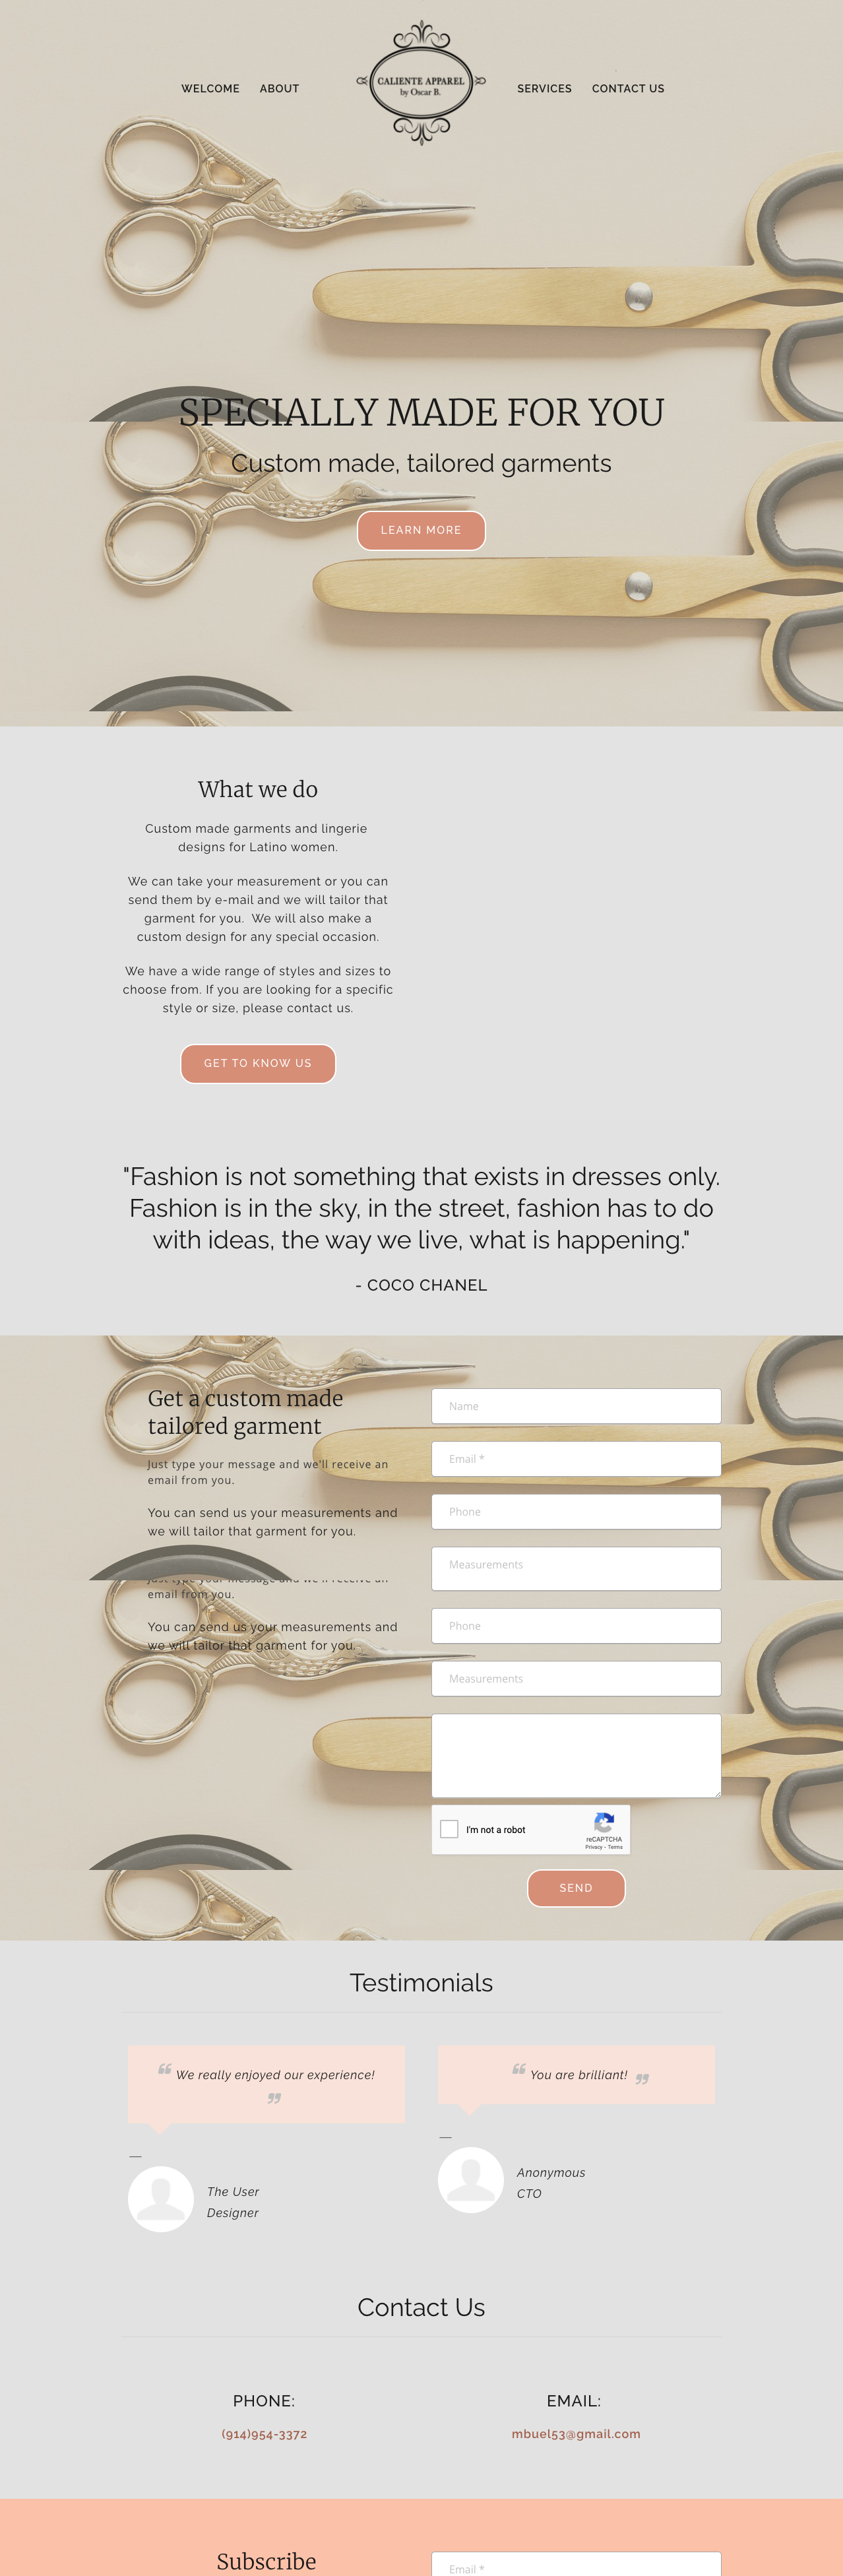 WELCOME ABOUT
CALIENTE APPAREL
by Oscar B.
SERVICES CONTACT US
SPECIALLY MADE FOR YOU
Custom made, tailored garments
LEARN MORE
What we do
Custom made garments and lingerie
designs for Latino women.
We can take your measurement or you can
send them by e-mail and we will tailor that
garment for you. We will also make a
custom design for any special occasion.
We have a wide range of styles and sizes to
choose from. If you are looking for a specific
style or size, please contact us.
GET TO KNOW US
"Fashion is not something that exists in dresses only.
Fashion is in the sky, in the street, fashion has to do
with ideas, the way we live, what is happening."
- COCO CHANEL
Get a custom made
tailored garment
Just type your message and we'll receive an
email from you.
You can send us your measurements and
we will tailor that garment for you.
Just type your message and we'll receive an
email from you.
You can send us your measurements and
we will tailor that garment for you.
Name
Email *
Phone
Measurements
Phone
Measurements
I'm not a robot
reCAPTCHA
Privacy - Terms
SEND
Testimonials
“ We really enjoyed our experience!
”
—
The User
Designer
“ You are brilliant! ”
—
Anonymous
CTO
Contact Us
PHONE:
(914)954-3372
EMAIL:
mbuel53@gmail.com
Subscribe
Email *